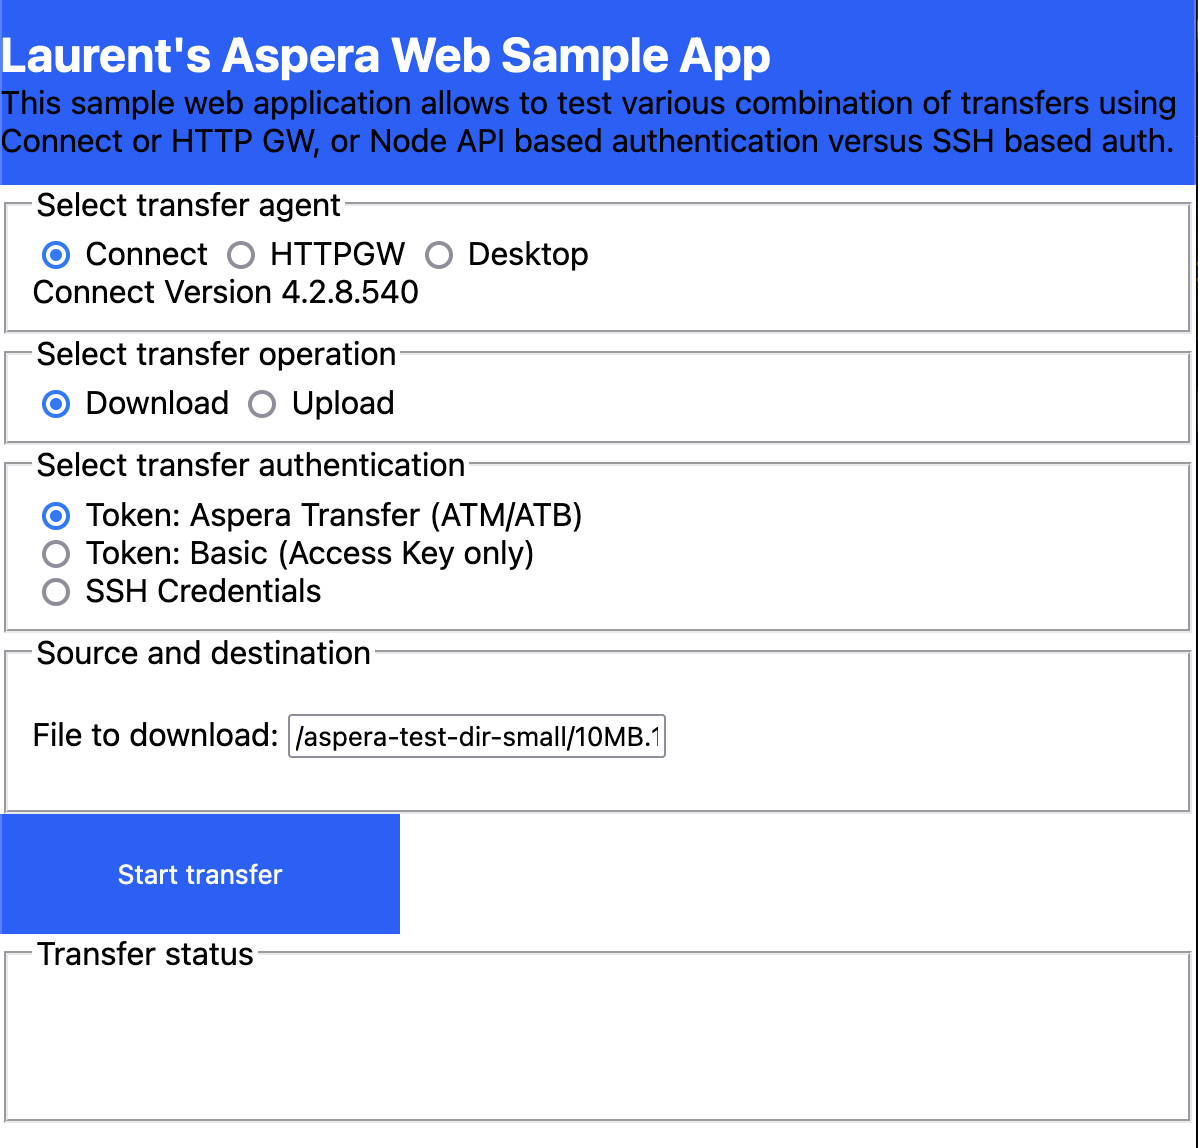 Laurent's Aspera Web Sample App
This sample web application allows to test various combination of transfers using
Connect or HTTP GW, or Node API based authentication versus SSH based auth.
Select transfer agent
Connect HTTPGW Desktop
Connect Version 4.2.8.540
Select transfer operation
Download Upload
Select transfer authentication
Token: Aspera Transfer (ATM/ATB)
Token: Basic (Access Key only)
SSH Credentials
Source and destination
File to download: /aspera-test-dir-small/10MB.1
Start transfer
Transfer status